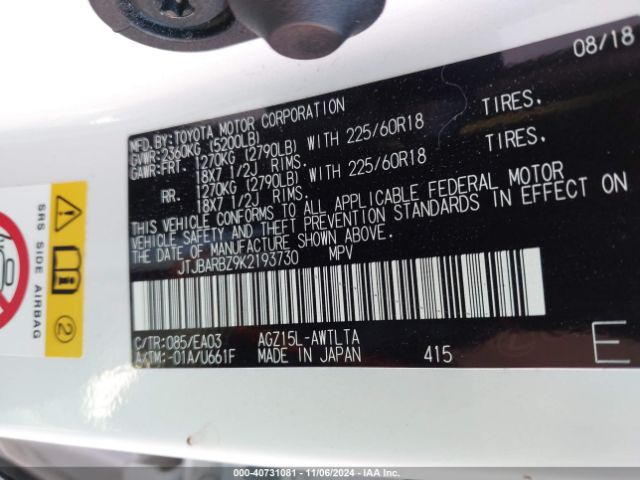 08/18
MFD.BY:TOYOTA MOTOR CORPORATION
GVWR:2360KG (5200LB)
GAWR:FRT. 1270KG (2790LB) WITH 225/60R18 TIRES,
18X7 1/2J RIMS.
RR. 1270KG (2790LB) WITH 225/60R18 TIRES,
18X7 1/2J RIMS.
THIS VEHICLE CONFORMS TO ALL APPLICABLE FEDERAL MOTOR
VEHICLE SAFETY AND THEFT PREVENTION STANDARDS IN EFFECT ON
THE DATE OF MANUFACTURE SHOWN ABOVE.
JTJBARBZ9K2193730 MPV
C/TR:085/EA03 AGZ15L-AWTLTA
A/TM:-01A/U661F MADE IN JAPAN 415 E
SRS SIDE AIRBAG
2
000-40731081 - 11/06/2024 - IAA Inc.